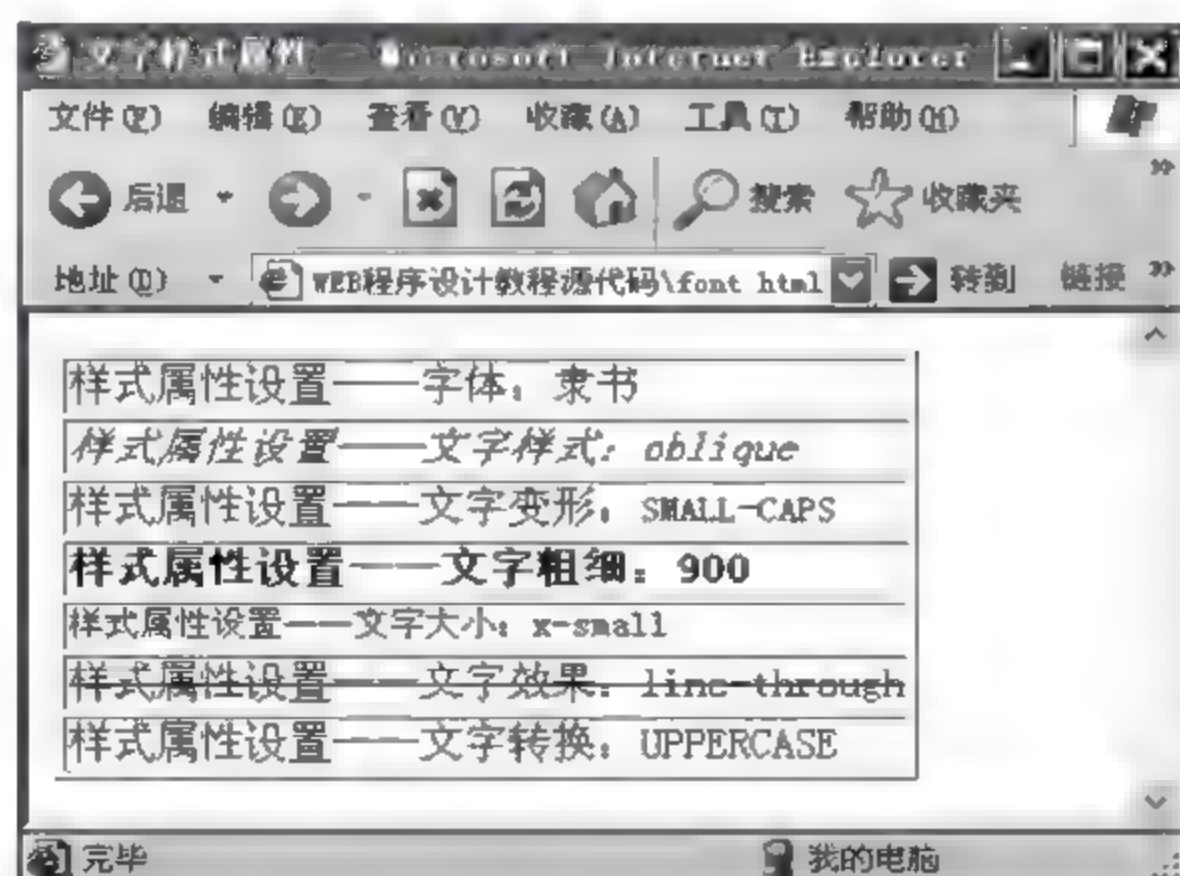 文字样式属性 - Microsoft Internet Explorer
文件(F) 编辑(E) 查看(V) 收藏(A) 工具(T) 帮助(H)
后退 搜索 收藏夹
地址(D) WEB程序设计教程源代码\font html 转到 链接
样式属性设置——字体：隶书
样式属性设置——文字样式：oblique
样式属性设置——文字变形：SMALL-CAPS
样式属性设置——文字粗细：900
样式属性设置——文字大小：x-small
样式属性设置——文字效果：line-through
样式属性设置——文字转换：UPPERCASE
完毕 我的电脑